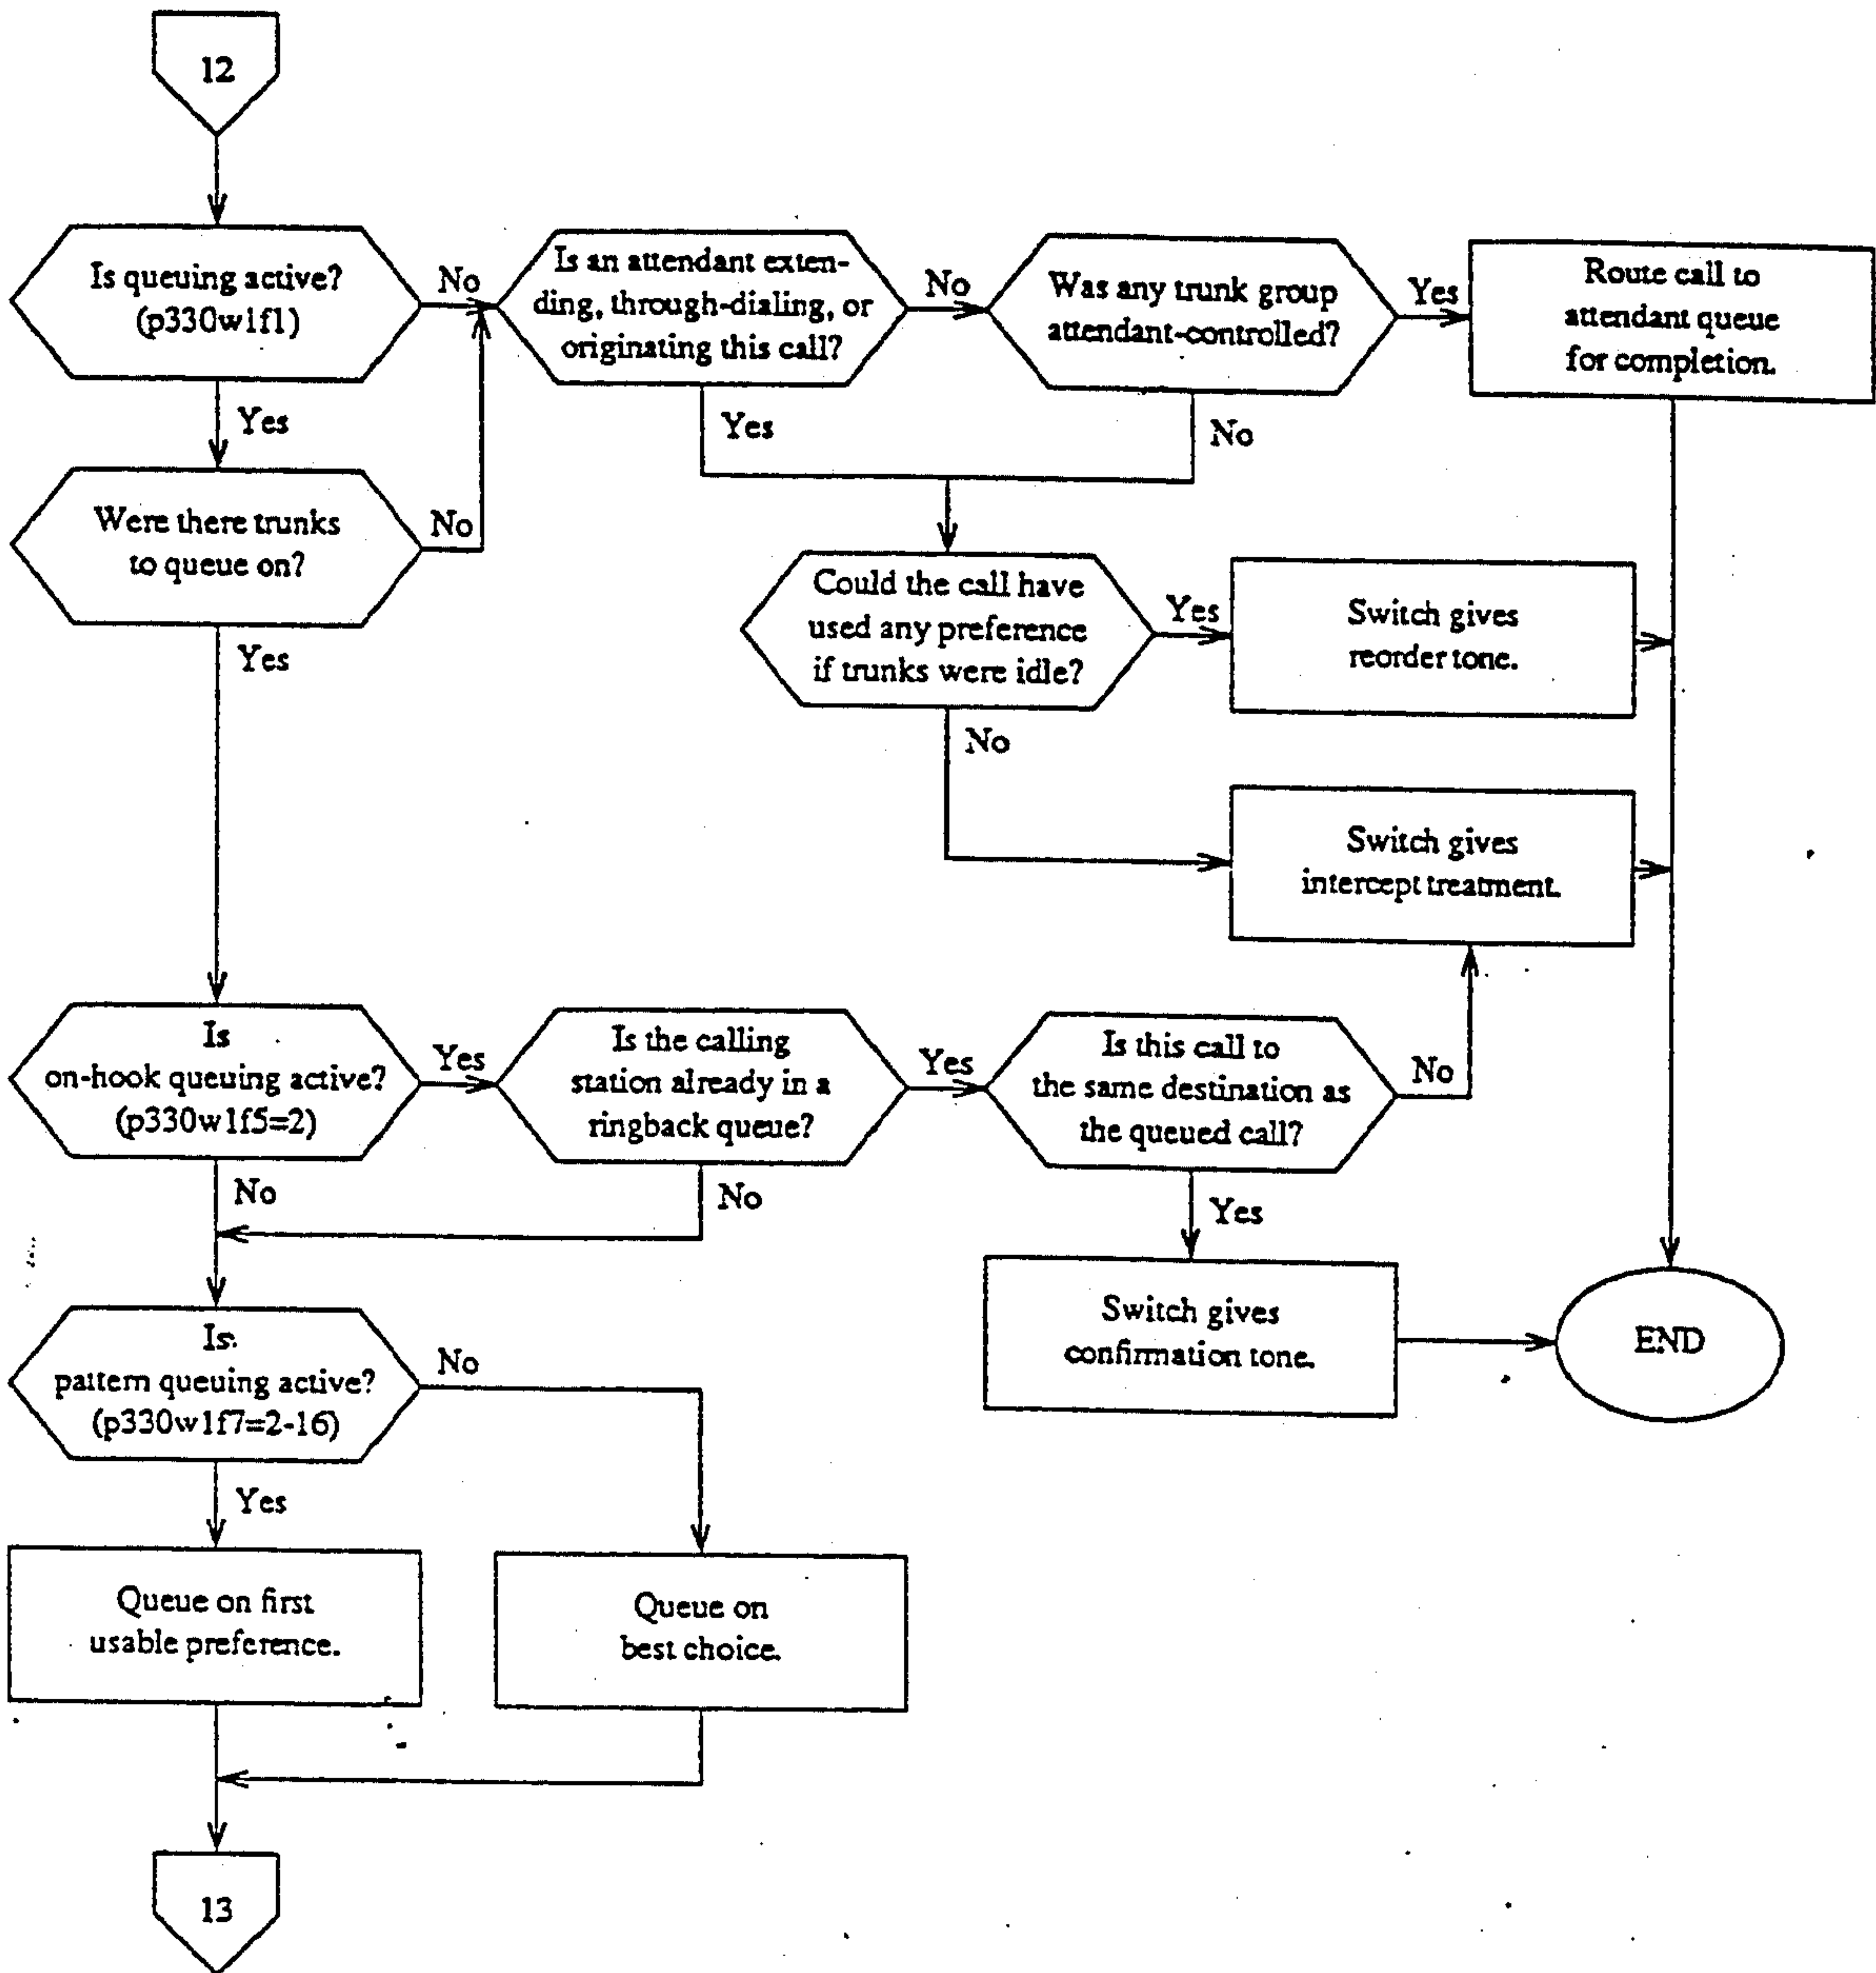 12
Is queuing active?
(p330w1f1)
No
Is an attendant exten-
ding, through-dialing, or
originating this call?
No
Was any trunk group
attendant-controlled?
Yes
Route call to
attendant queue
for completion.
Yes
Yes
No
Were there trunks
to queue on?
No
Could the call have
used any preference
if trunks were idle?
Yes
Switch gives
reorder tone.
Yes
No
Switch gives
intercept treatment.
Is
on-hook queuing active?
(p330w1f5=2)
Yes
Is the calling
station already in a
ringback queue?
Yes
Is this call to
the same destination as
the queued call?
No
No
No
Yes
Switch gives
confirmation tone.
END
Is
pattern queuing active?
(p330w1f7=2-16)
No
Yes
Queue on first
usable preference.
Queue on
best choice.
13